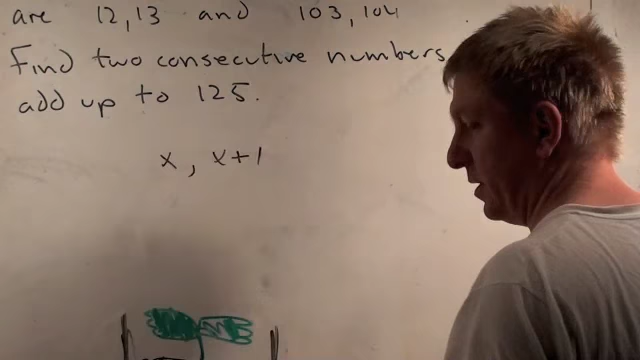 are 12,13 and 103,104
Find two consecutive numbers
add up to 125.
x, x+1